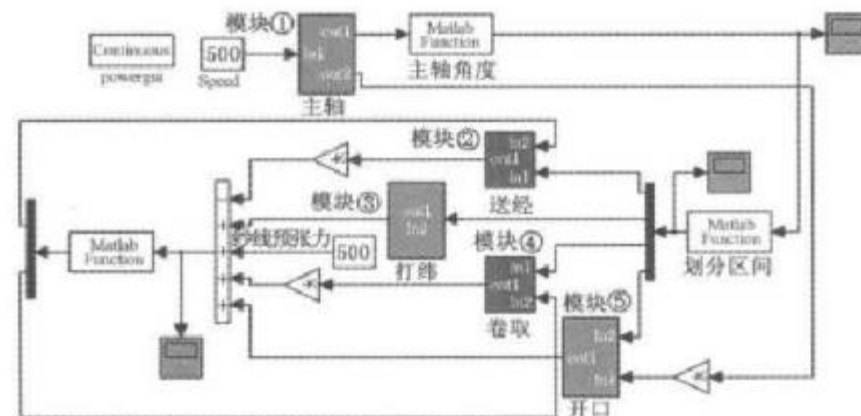 模块①
out1
In1
out2
主轴
Matlab
Function
主轴角度
Continuous
powergui
500
Speed
模块②
In2
out1
In1
送经
模块③
out1
In2
打纬
纱线预张力
500
模块④
In1
out1
In2
卷取
模块⑤
In2
out1
In1
开口
Matlab
Function
划分区间
Matlab
Function